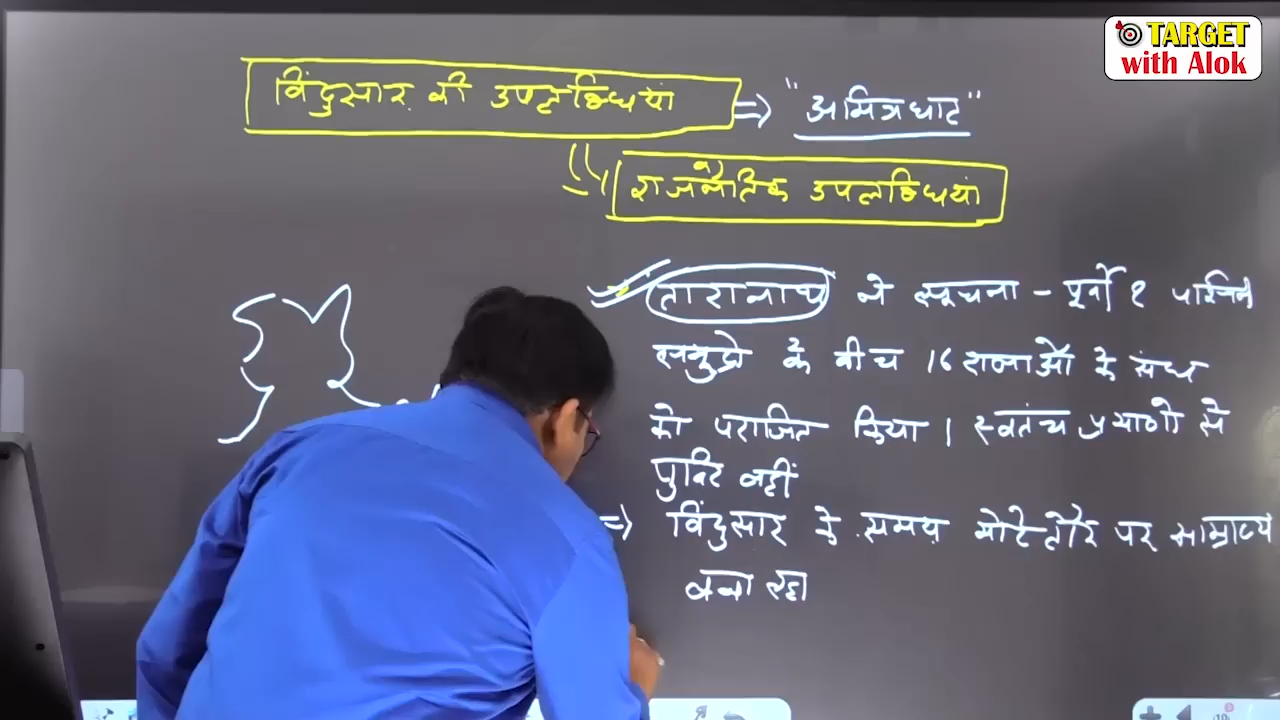 TARGET
with Alok
बिंदुसार की उपलब्धियां => "अमित्रघाट"
राजनैतिक उपलब्धियां
तारानाथ ने सूचना - पूर्वी & पश्चिमी
समुद्रो के बीच 16 राजाओं के संघ
को पराजित किया । स्वतंत्र प्रमाणो से
पुष्टि नहीं
=> बिंदुसार के समय मोटेतौर पर साम्राज्य
बना रहा